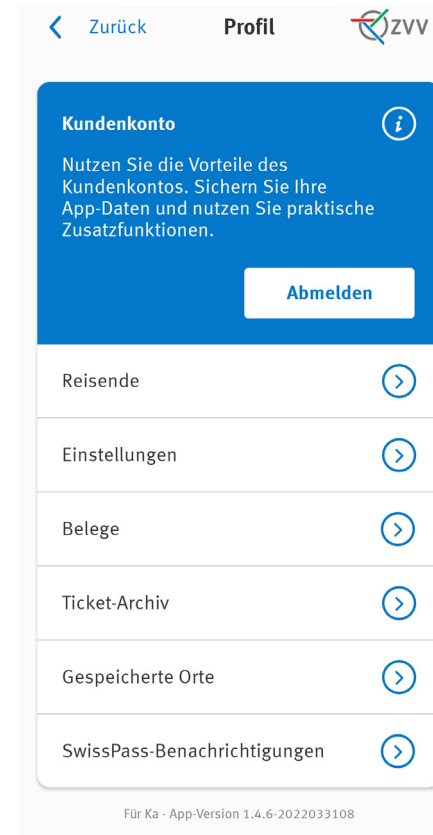 Zurück
Profil
ZVV
Kundenkonto
i
Nutzen Sie die Vorteile des
Kundenkontos. Sichern Sie Ihre
App-Daten und nutzen Sie praktische
Zusatzfunktionen.
Abmelden
Reisende
Einstellungen
Belege
Ticket-Archiv
Gespeicherte Orte
SwissPass-Benachrichtigungen
Für Ka - App-Version 1.4.6-2022033108